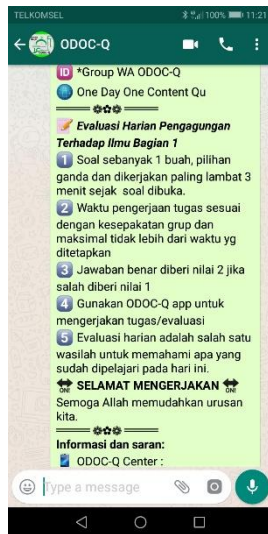 TELKOMSEL 100% 11:21
ODOC-Q
ID *Group WA ODOC-Q
One Day One Content Qu
Evaluasi Harian Pengagungan
Terhadap Ilmu Bagian 1
1 Soal sebanyak 1 buah, pilihan
ganda dan dikerjakan paling lambat 3
menit sejak soal dibuka.
2 Waktu pengerjaan tugas sesuai
dengan kesepakatan grup dan
maksimal tidak lebih dari waktu yg
ditetapkan
3 Jawaban benar diberi nilai 2 jika
salah diberi nilai 1
4 Gunakan ODOC-Q app untuk
mengerjakan tugas/evaluasi
5 Evaluasi harian adalah salah satu
wasilah untuk memahami apa yang
sudah dipelajari pada hari ini.
ON! SELAMAT MENGERJAKAN ON!
Semoga Allah memudahkan urusan
kita.
Informasi dan saran:
ODOC-Q Center :
Type a message